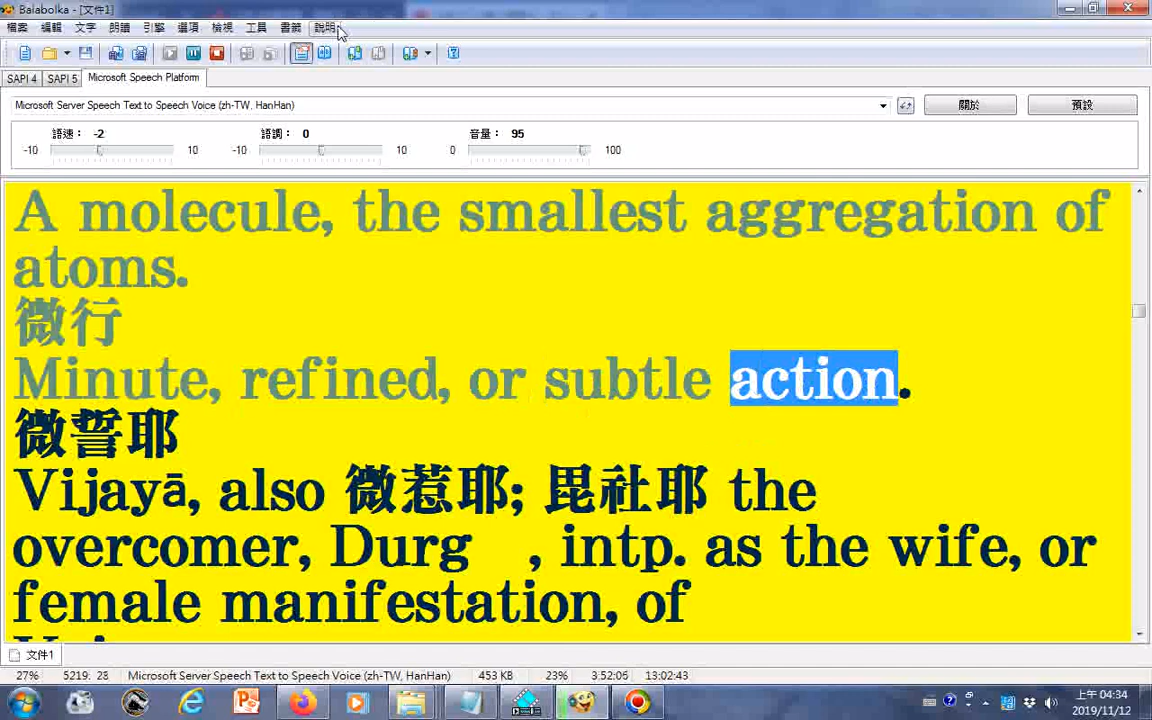 Balabolka - [文件1]
檔案 編輯 文字 朗讀 引擎 選項 檢視 工具 書籤 說明
SAPI 4 SAPI 5 Microsoft Speech Platform
Microsoft Server Speech Text to Speech Voice (zh-TW, HanHan) 關於 預設
語速： -2 語調： 0 音量： 95
-10 10 -10 10 0 100
A molecule, the smallest aggregation of
atoms.
微行
Minute, refined, or subtle action.
微誓耶
Vijayā, also 微惹耶; 毘社耶 the
overcomer, Durg , intp. as the wife, or
female manifestation, of
文件1
27% 5219: 28 Microsoft Server Speech Text to Speech Voice (zh-TW, HanHan) 453 KB 23% 3:52:05 13:02:43
上午 04:34
2019/11/12